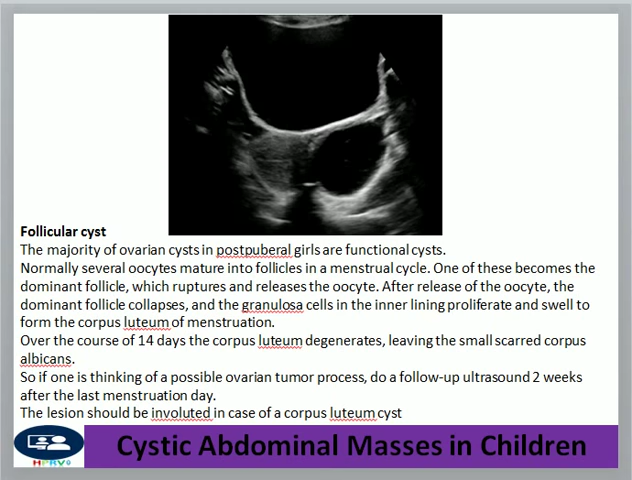 Follicular cyst
The majority of ovarian cysts in postpuberal girls are functional cysts.
Normally several oocytes mature into follicles in a menstrual cycle. One of these becomes the
dominant follicle, which ruptures and releases the oocyte. After release of the oocyte, the
dominant follicle collapses, and the granulosa cells in the inner lining proliferate and swell to
form the corpus luteum of menstruation.
Over the course of 14 days the corpus luteum degenerates, leaving the small scarred corpus
albicans.
So if one is thinking of a possible ovarian tumor process, do a follow-up ultrasound 2 weeks
after the last menstruation day.
The lesion should be involuted in case of a corpus luteum cyst
Cystic Abdominal Masses in Children